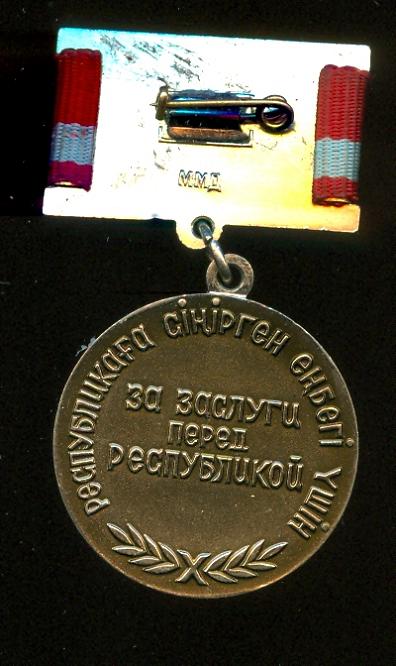 ММД
Республикаға сіңірген еңбегі үшін
за заслуги
перед
Республикой